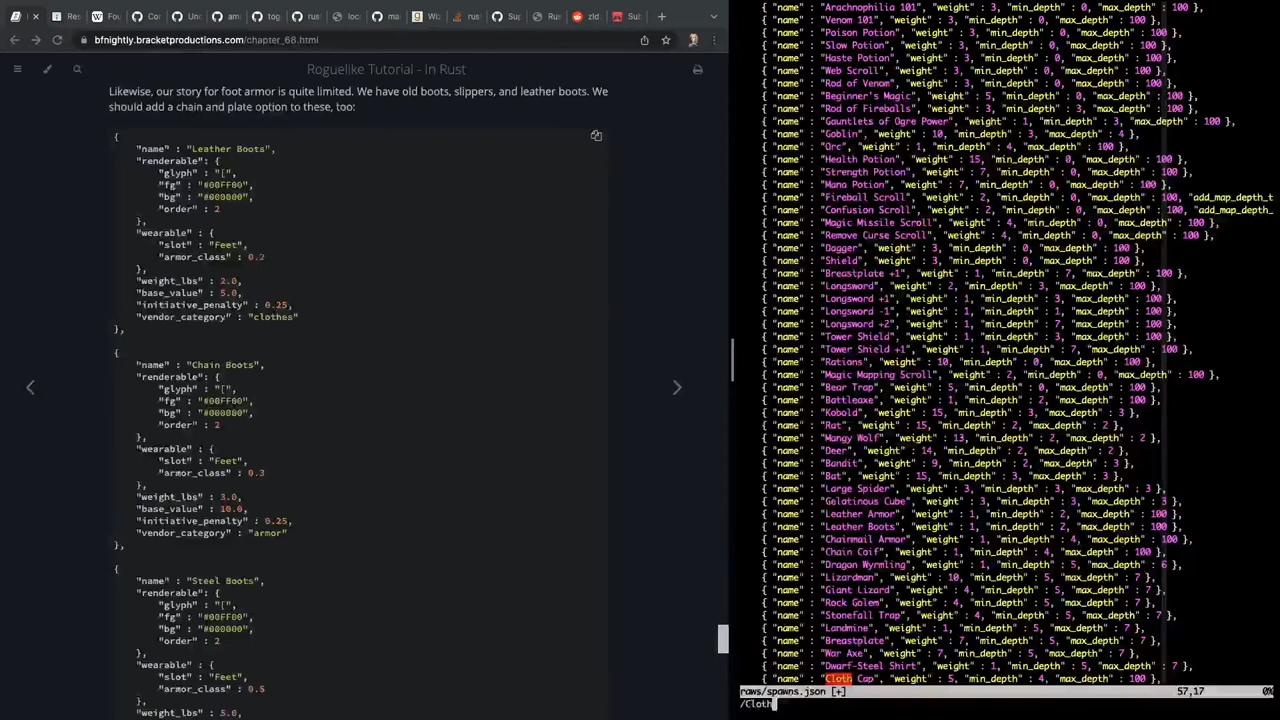 Re
Fou
Co
Un
am
tog
rus
loc
ma
Wi
rus
Su
Rus
zld
Sul
bfnightly.bracketproductions.com/chapter_68.html
Roguelike Tutorial - In Rust
Likewise, our story for foot armor is quite limited. We have old boots, slippers, and leather boots. We
should add a chain and plate option to these, too:
{
"name" : "Leather Boots",
"renderable": {
"glyph" : "[",
"fg" : "#00FF00",
"bg" : "#000000",
"order" : 2
},
"wearable" : {
"slot" : "Feet",
"armor_class" : 0.2
},
"weight_lbs" : 2.0,
"base_value" : 5.0,
"initiative_penalty" : 0.25,
"vendor_category" : "clothes"
},
{
"name" : "Chain Boots",
"renderable": {
"glyph" : "[",
"fg" : "#00FF00",
"bg" : "#000000",
"order" : 2
},
"wearable" : {
"slot" : "Feet",
"armor_class" : 0.3
},
"weight_lbs" : 3.0,
"base_value" : 10.0,
"initiative_penalty" : 0.25,
"vendor_category" : "armor"
},
{
"name" : "Steel Boots",
"renderable": {
"glyph" : "[",
"fg" : "#00FF00",
"bg" : "#000000",
"order" : 2
},
"wearable" : {
"slot" : "Feet",
"armor_class" : 0.5
},
"weight_lbs" : 5.0,
{ "name" : "Arachnophilia 101", "weight" : 3, "min_depth" : 0, "max_depth" : 100 },
{ "name" : "Venom 101", "weight" : 3, "min_depth" : 0, "max_depth" : 100 },
{ "name" : "Poison Potion", "weight" : 3, "min_depth" : 0, "max_depth" : 100 },
{ "name" : "Slow Potion", "weight" : 3, "min_depth" : 0, "max_depth" : 100 },
{ "name" : "Haste Potion", "weight" : 3, "min_depth" : 0, "max_depth" : 100 },
{ "name" : "Web Scroll", "weight" : 3, "min_depth" : 0, "max_depth" : 100 },
{ "name" : "Rod of Venom", "weight" : 3, "min_depth" : 0, "max_depth" : 100 },
{ "name" : "Beginner's Magic", "weight" : 5, "min_depth" : 0, "max_depth" : 100 },
{ "name" : "Rod of Fireballs", "weight" : 3, "min_depth" : 0, "max_depth" : 100 },
{ "name" : "Gauntlets of Ogre Power", "weight" : 1, "min_depth" : 3, "max_depth" : 100 },
{ "name" : "Goblin", "weight" : 10, "min_depth" : 3, "max_depth" : 4 },
{ "name" : "Orc", "weight" : 1, "min_depth" : 4, "max_depth" : 100 },
{ "name" : "Health Potion", "weight" : 15, "min_depth" : 0, "max_depth" : 100 },
{ "name" : "Strength Potion", "weight" : 7, "min_depth" : 0, "max_depth" : 100 },
{ "name" : "Mana Potion", "weight" : 7, "min_depth" : 0, "max_depth" : 100 },
{ "name" : "Fireball Scroll", "weight" : 2, "min_depth" : 0, "max_depth" : 100, "add_map_depth_t
{ "name" : "Confusion Scroll", "weight" : 2, "min_depth" : 0, "max_depth" : 100, "add_map_depth_
{ "name" : "Magic Missile Scroll", "weight" : 4, "min_depth" : 0, "max_depth" : 100 },
{ "name" : "Remove Curse Scroll", "weight" : 4, "min_depth" : 0, "max_depth" : 100 },
{ "name" : "Dagger", "weight" : 3, "min_depth" : 0, "max_depth" : 100 },
{ "name" : "Shield", "weight" : 3, "min_depth" : 0, "max_depth" : 100 },
{ "name" : "Breastplate +1", "weight" : 1, "min_depth" : 7, "max_depth" : 100 },
{ "name" : "Longsword", "weight" : 2, "min_depth" : 3, "max_depth" : 100 },
{ "name" : "Longsword +1", "weight" : 1, "min_depth" : 3, "max_depth" : 100 },
{ "name" : "Longsword -1", "weight" : 1, "min_depth" : 1, "max_depth" : 100 },
{ "name" : "Longsword +2", "weight" : 1, "min_depth" : 7, "max_depth" : 100 },
{ "name" : "Tower Shield", "weight" : 1, "min_depth" : 3, "max_depth" : 100 },
{ "name" : "Tower Shield +1", "weight" : 1, "min_depth" : 7, "max_depth" : 100 },
{ "name" : "Rations", "weight" : 10, "min_depth" : 0, "max_depth" : 100 },
{ "name" : "Magic Mapping Scroll", "weight" : 2, "min_depth" : 0, "max_depth" : 100 },
{ "name" : "Bear Trap", "weight" : 5, "min_depth" : 0, "max_depth" : 100 },
{ "name" : "Battleaxe", "weight" : 1, "min_depth" : 2, "max_depth" : 100 },
{ "name" : "Kobold", "weight" : 15, "min_depth" : 3, "max_depth" : 3 },
{ "name" : "Rat", "weight" : 15, "min_depth" : 2, "max_depth" : 2 },
{ "name" : "Mangy Wolf", "weight" : 13, "min_depth" : 2, "max_depth" : 2 },
{ "name" : "Deer", "weight" : 14, "min_depth" : 2, "max_depth" : 2 },
{ "name" : "Bandit", "weight" : 9, "min_depth" : 2, "max_depth" : 3 },
{ "name" : "Bat", "weight" : 15, "min_depth" : 3, "max_depth" : 3 },
{ "name" : "Large Spider", "weight" : 3, "min_depth" : 3, "max_depth" : 3 },
{ "name" : "Gelatinous Cube", "weight" : 3, "min_depth" : 3, "max_depth" : 3 },
{ "name" : "Leather Armor", "weight" : 1, "min_depth" : 2, "max_depth" : 100 },
{ "name" : "Leather Boots", "weight" : 1, "min_depth" : 2, "max_depth" : 100 },
{ "name" : "Chainmail Armor", "weight" : 1, "min_depth" : 4, "max_depth" : 100 },
{ "name" : "Chain Coif", "weight" : 1, "min_depth" : 4, "max_depth" : 100 },
{ "name" : "Dragon Wyrmling", "weight" : 1, "min_depth" : 5, "max_depth" : 6 },
{ "name" : "Lizardman", "weight" : 10, "min_depth" : 5, "max_depth" : 7 },
{ "name" : "Giant Lizard", "weight" : 4, "min_depth" : 5, "max_depth" : 7 },
{ "name" : "Rock Golem", "weight" : 4, "min_depth" : 5, "max_depth" : 7 },
{ "name" : "Stonefall Trap", "weight" : 4, "min_depth" : 5, "max_depth" : 7 },
{ "name" : "Landmine", "weight" : 1, "min_depth" : 5, "max_depth" : 7 },
{ "name" : "Breastplate", "weight" : 7, "min_depth" : 5, "max_depth" : 7 },
{ "name" : "War Axe", "weight" : 7, "min_depth" : 5, "max_depth" : 7 },
{ "name" : "Dwarf-Steel Shirt", "weight" : 1, "min_depth" : 5, "max_depth" : 7 },
{ "name" : "Cloth Cap", "weight" : 5, "min_depth" : 4, "max_depth" : 100 },
raws/spawns.json [+] 57,17 0%
/Cloth